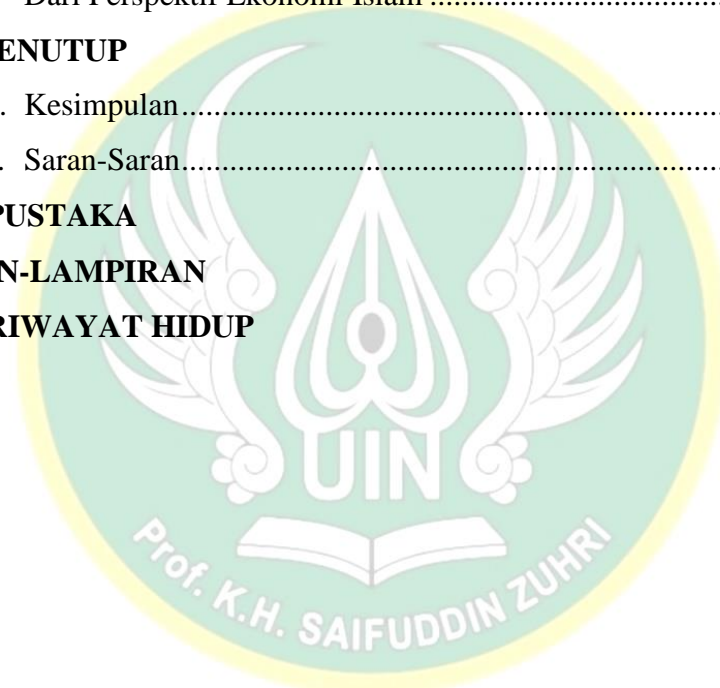 Dari Perspektif Ekonomi Islam ........................................
ENUTUP
. Kesimpulan........................................................................
. Saran-Saran.......................................................................
PUSTAKA
N-LAMPIRAN
RIWAYAT HIDUP
UIN
Prof. K.H. SAIFUDDIN ZUHRI